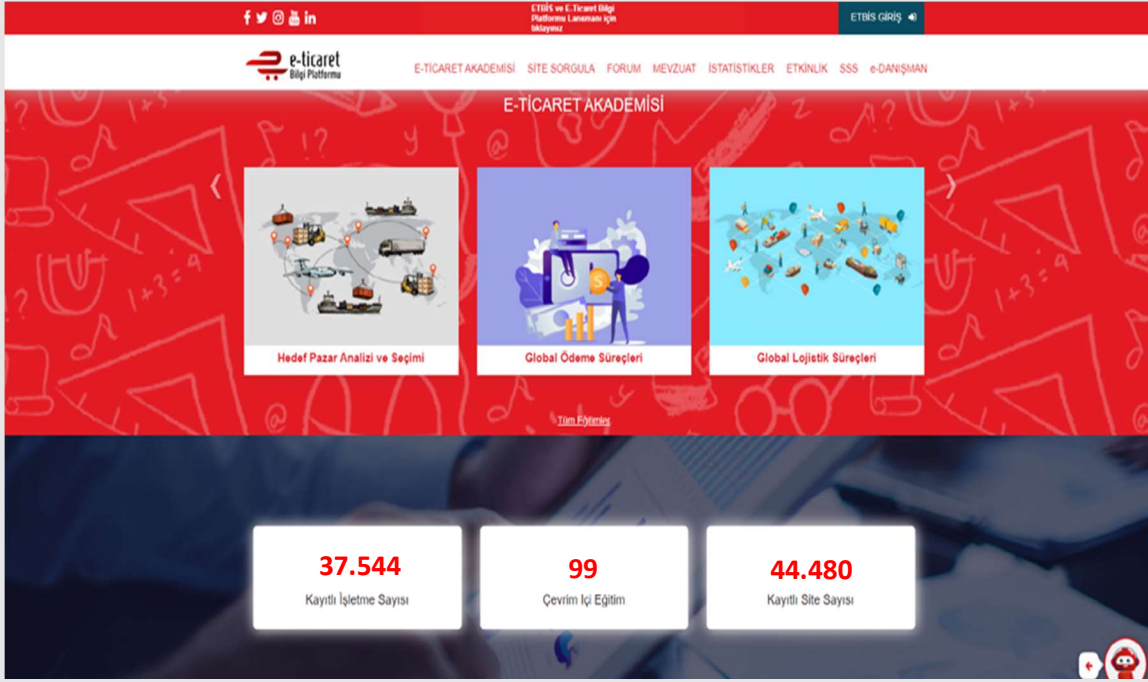 ETBİS ve E-Ticaret Bilgi
Platformu Lansmanı için
tıklayınız
ETBİS GİRİŞ
e-ticaret
Bilgi Platformu
E-TİCARET AKADEMİSİ SİTE SORGULA FORUM MEVZUAT İSTATİSTİKLER ETKİNLİK SSS e-DANIŞMAN
E-TİCARET AKADEMİSİ
Hedef Pazar Analizi ve Seçimi
Global Ödeme Süreçleri
Global Lojistik Süreçleri
Tüm Eğitimler
37.544
Kayıtlı İşletme Sayısı
99
Çevrim İçi Eğitim
44.480
Kayıtlı Site Sayısı